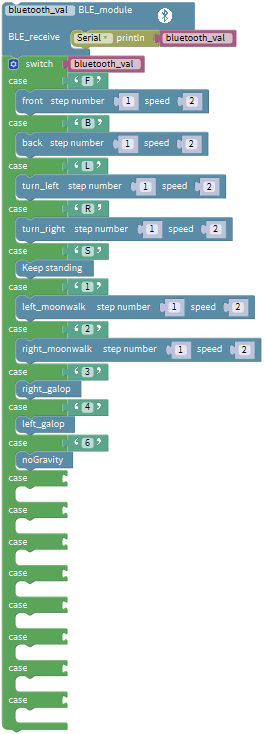 bluetooth_val BLE_module
BLE_receive Serial println bluetooth_val
switch bluetooth_val
case “ F ”
front step number 1 speed 2
case “ B ”
back step number 1 speed 2
case “ L ”
turn_left step number 1 speed 2
case “ R ”
turn_right step number 1 speed 2
case “ S ”
Keep standing
case “ 1 ”
left_moonwalk step number 1 speed 2
case “ 2 ”
right_moonwalk step number 1 speed 2
case “ 3 ”
right_galop
case “ 4 ”
left_galop
case “ 6 ”
noGravity
case
case
case
case
case
case
case
case